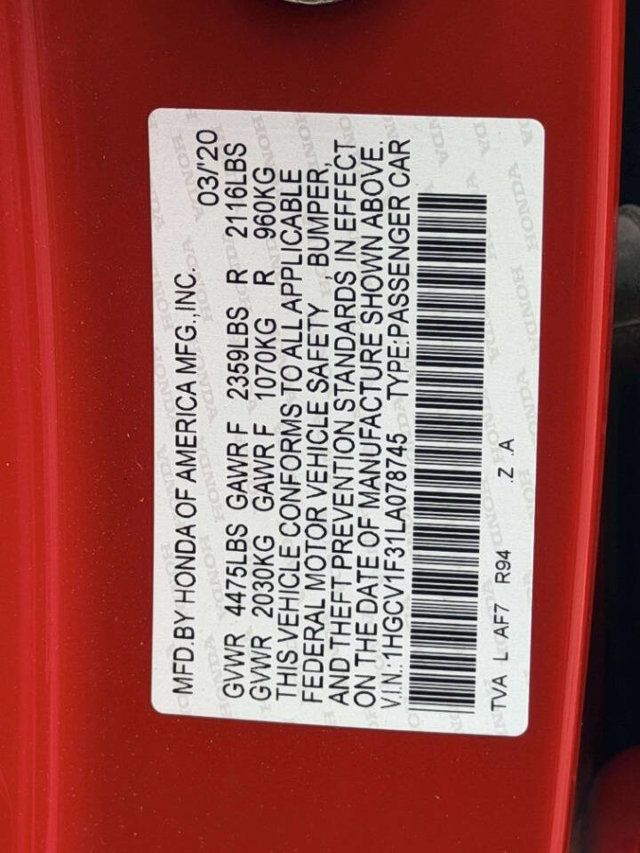 MFD.BY HONDA OF AMERICA MFG.,INC. 03/'20
GVWR 4475LBS GAWR F 2359LBS R 2116LBS
GVWR 2030KG GAWR F 1070KG R 960KG
THIS VEHICLE CONFORMS TO ALL APPLICABLE
FEDERAL MOTOR VEHICLE SAFETY , BUMPER,
AND THEFT PREVENTION STANDARDS IN EFFECT
ON THE DATE OF MANUFACTURE SHOWN ABOVE.
V.I.N.:1HGCV1F31LA078745 TYPE:PASSENGER CAR
TVA L AF7 R94 .Z .A